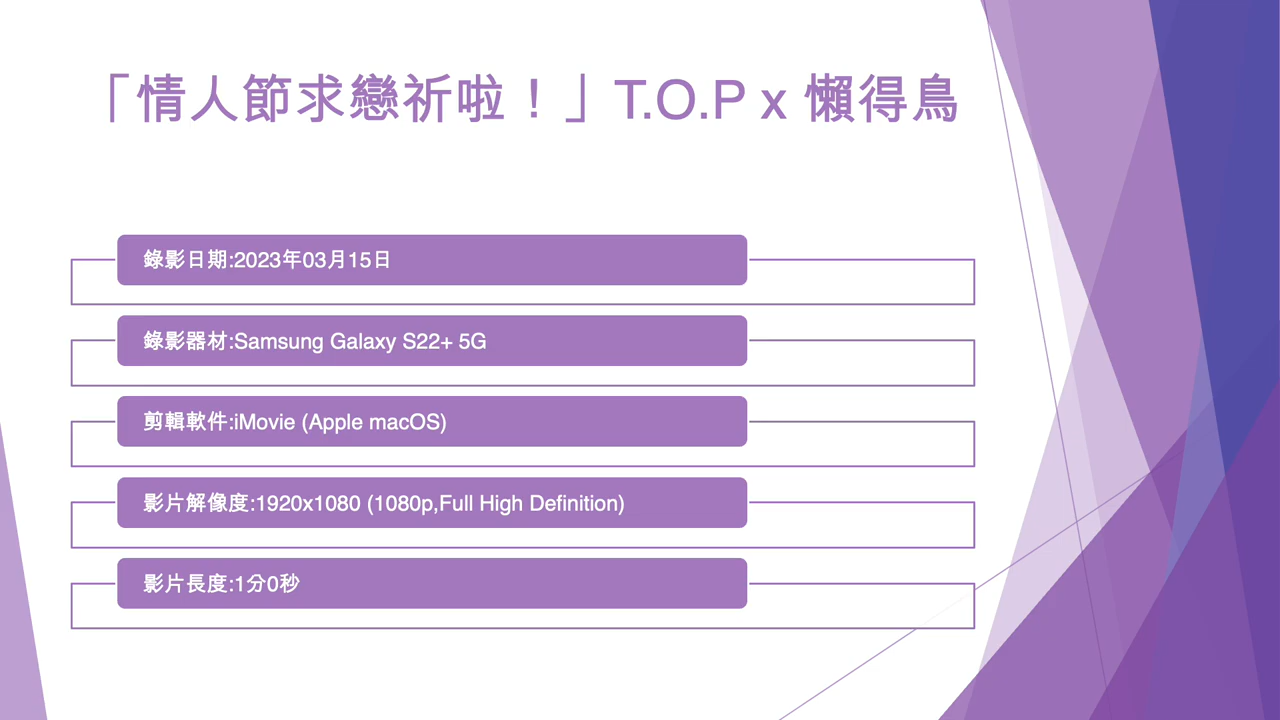 「情人節求戀祈啦！」T.O.P x 懶得鳥
錄影日期:2023年03月15日
錄影器材:Samsung Galaxy S22+ 5G
剪輯軟件:iMovie (Apple macOS)
影片解像度:1920x1080 (1080p,Full High Definition)
影片長度:1分0秒